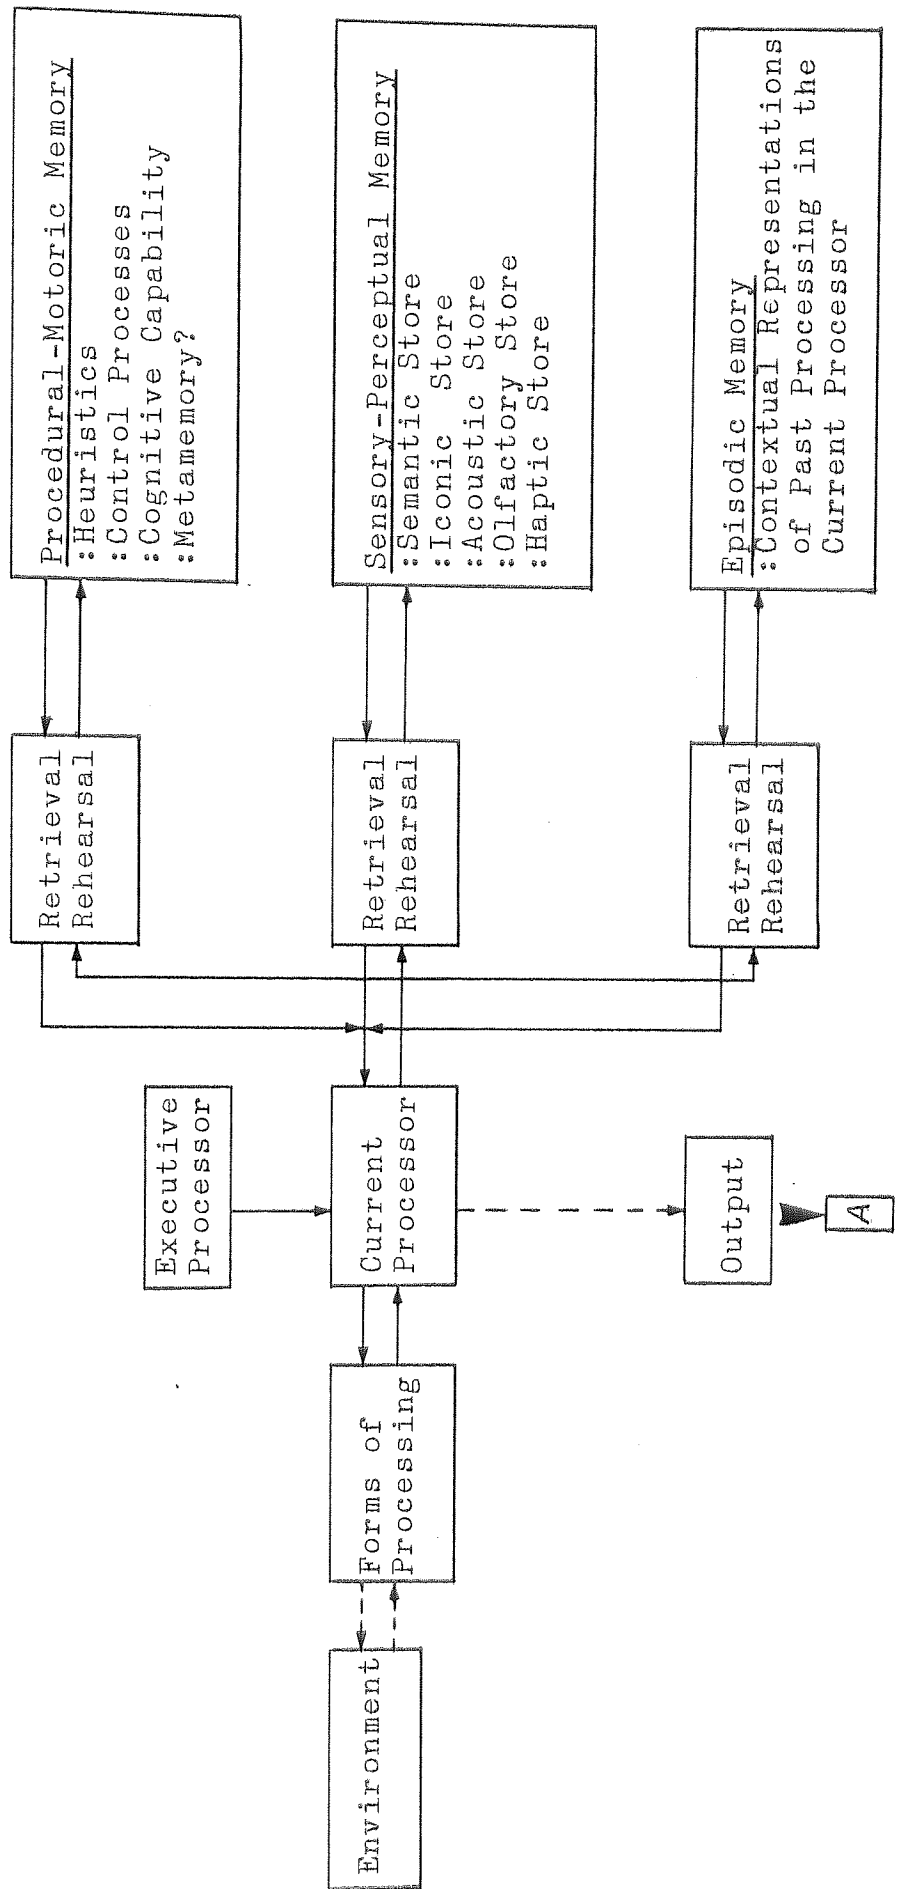 Environment
Forms of
Processing
Executive
Processor
Current
Processor
Output
A
Retrieval
Rehearsal
Retrieval
Rehearsal
Retrieval
Rehearsal
Procedural-Motoric Memory
:Heuristics
:Control Processes
:Cognitive Capability
:Metamemory?
Sensory-Perceptual Memory
:Semantic Store
:Iconic Store
:Acoustic Store
:Olfactory Store
:Haptic Store
Episodic Memory
:Contextual Representations
of Past Processing in the
Current Processor